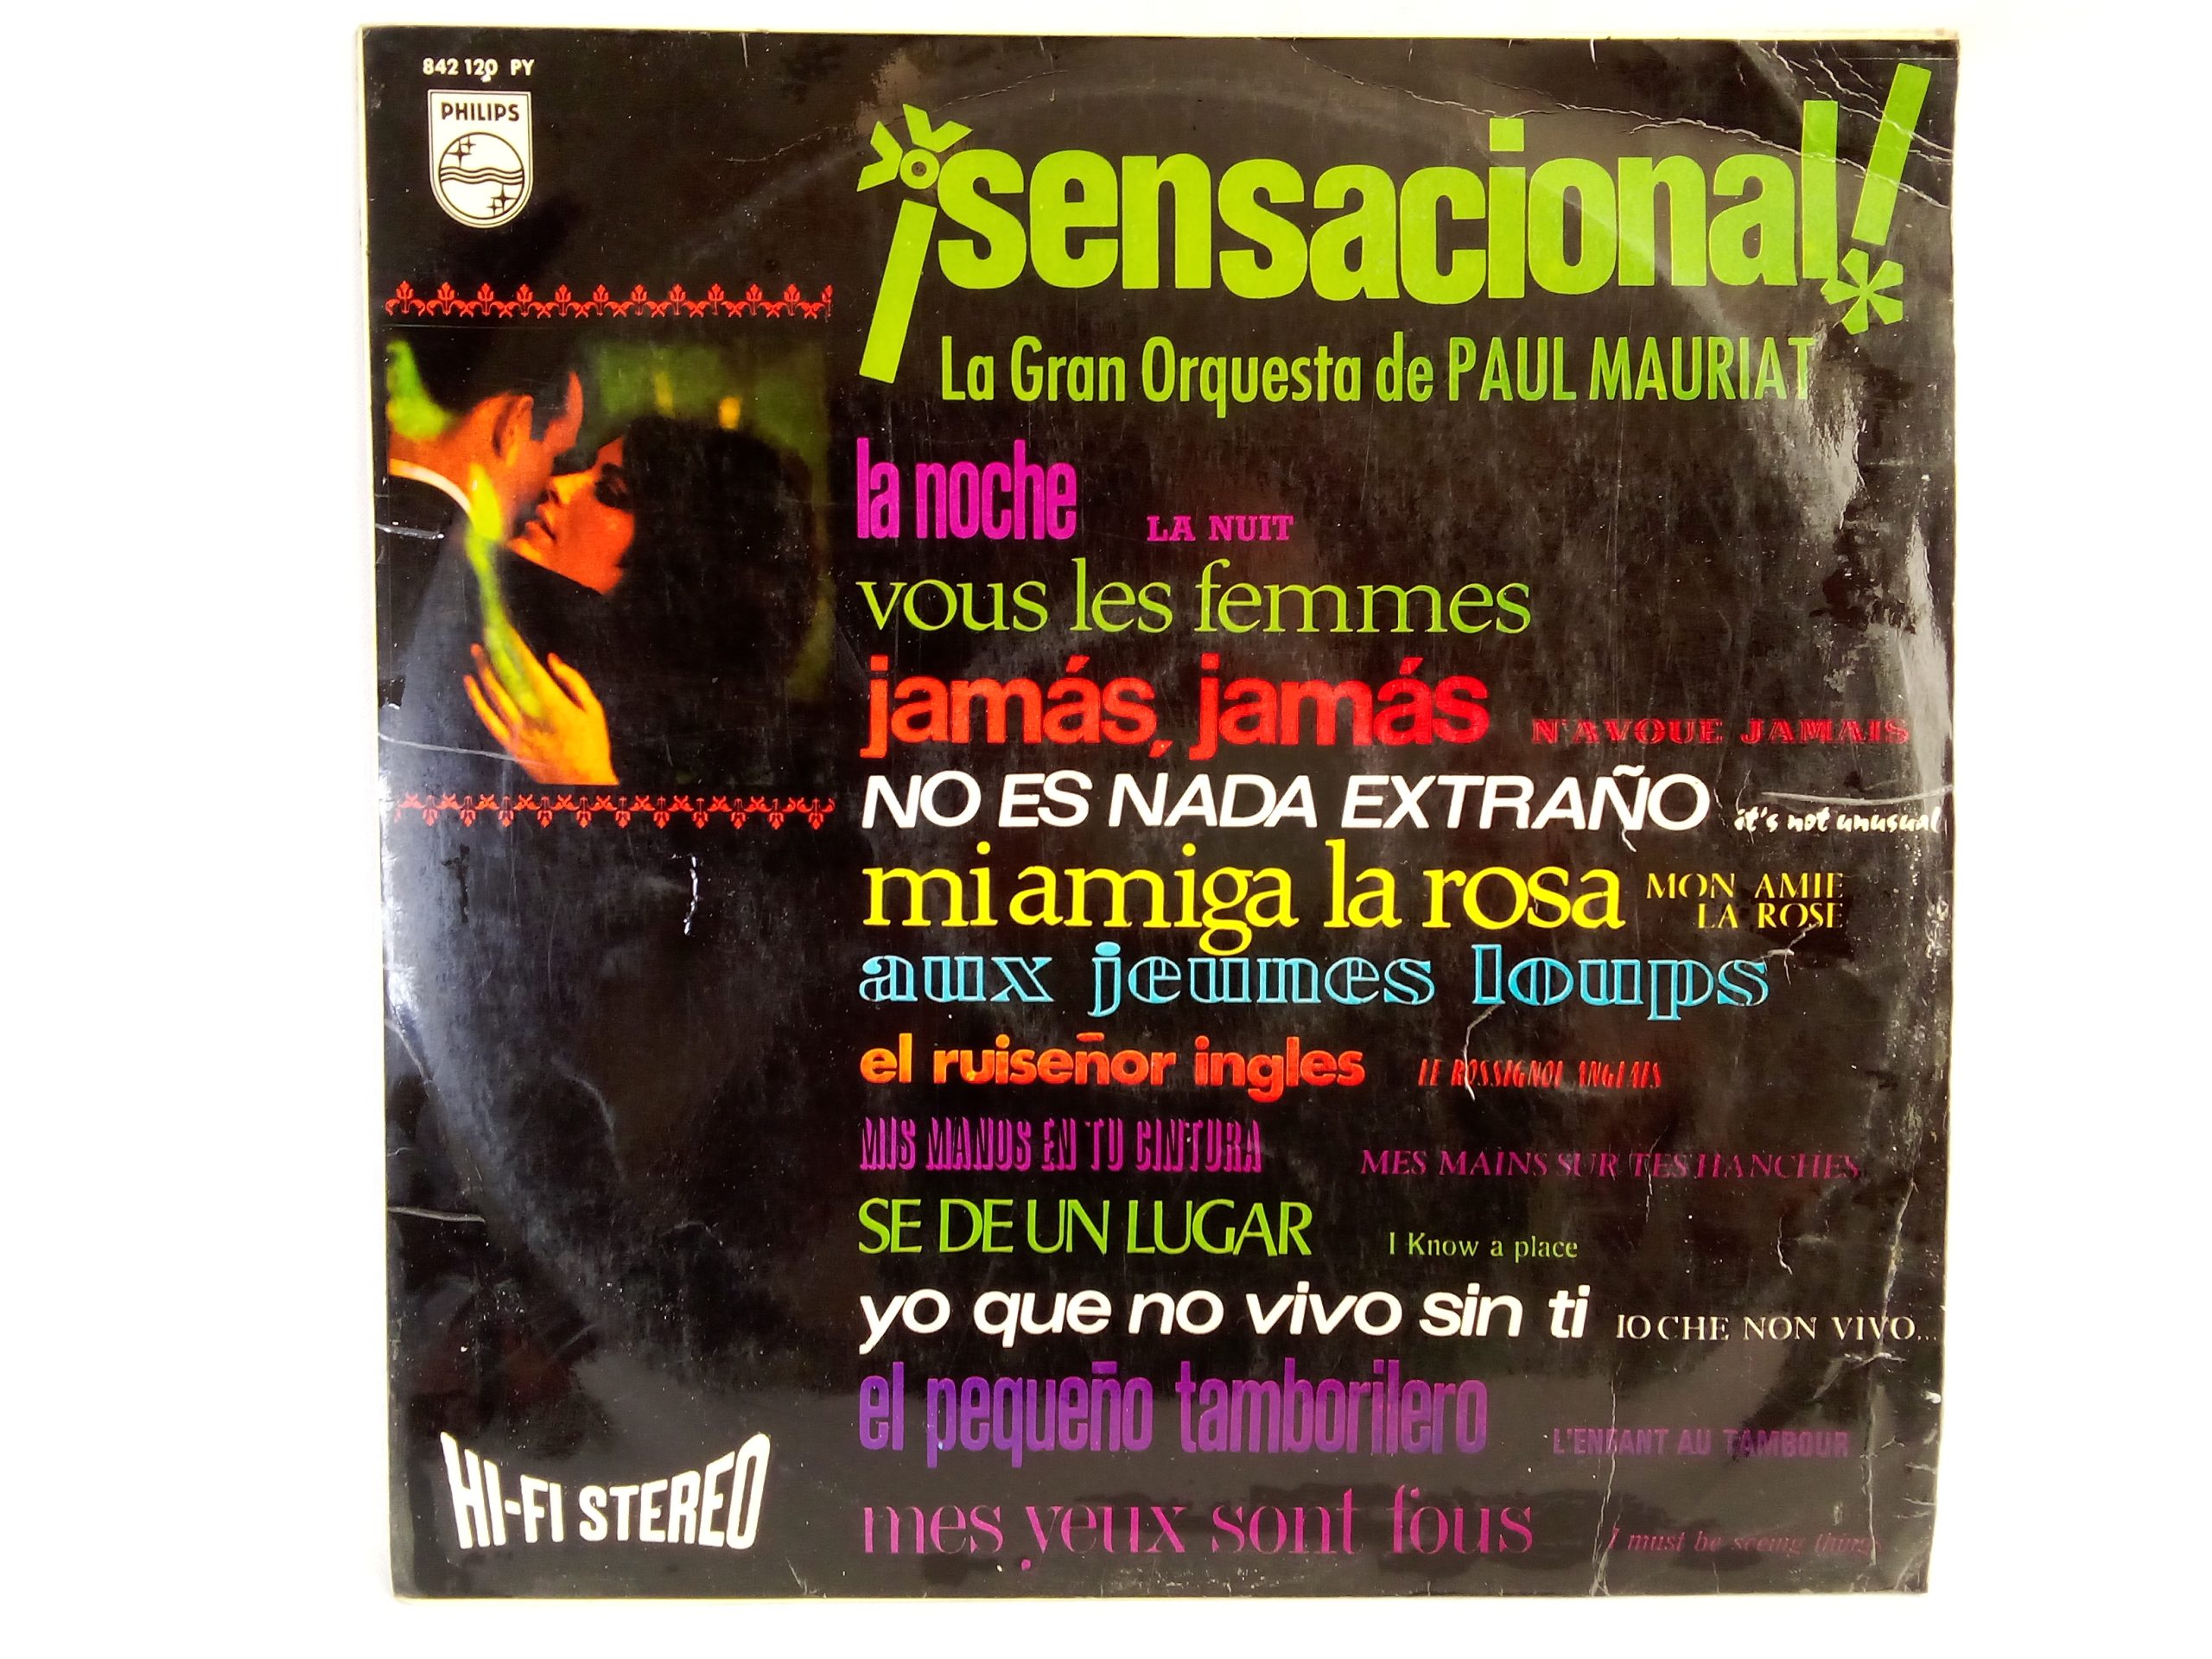 842 120 PY
PHILIPS
¡sensacional!
La Gran Orquesta de PAUL MAURIAT
la noche LA NUIT
vous les femmes
jamás, jamás N'AVOUE JAMAIS
NO ES NADA EXTRAÑO it's not unusual
mi amiga la rosa MON AMIE
LA ROSE
aux jeunes loups
el ruiseñor ingles LE ROSSIGNOL ANGLAIS
MIS MANOS EN TU CINTURA MES MAINS SUR TES HANCHES
SE DE UN LUGAR I Know a place
yo que no vivo sin ti IO CHE NON VIVO...
el pequeño tamborilero L'ENFANT AU TAMBOUR
mes yeux sont fous I must be seeing things
HI-FI STEREO